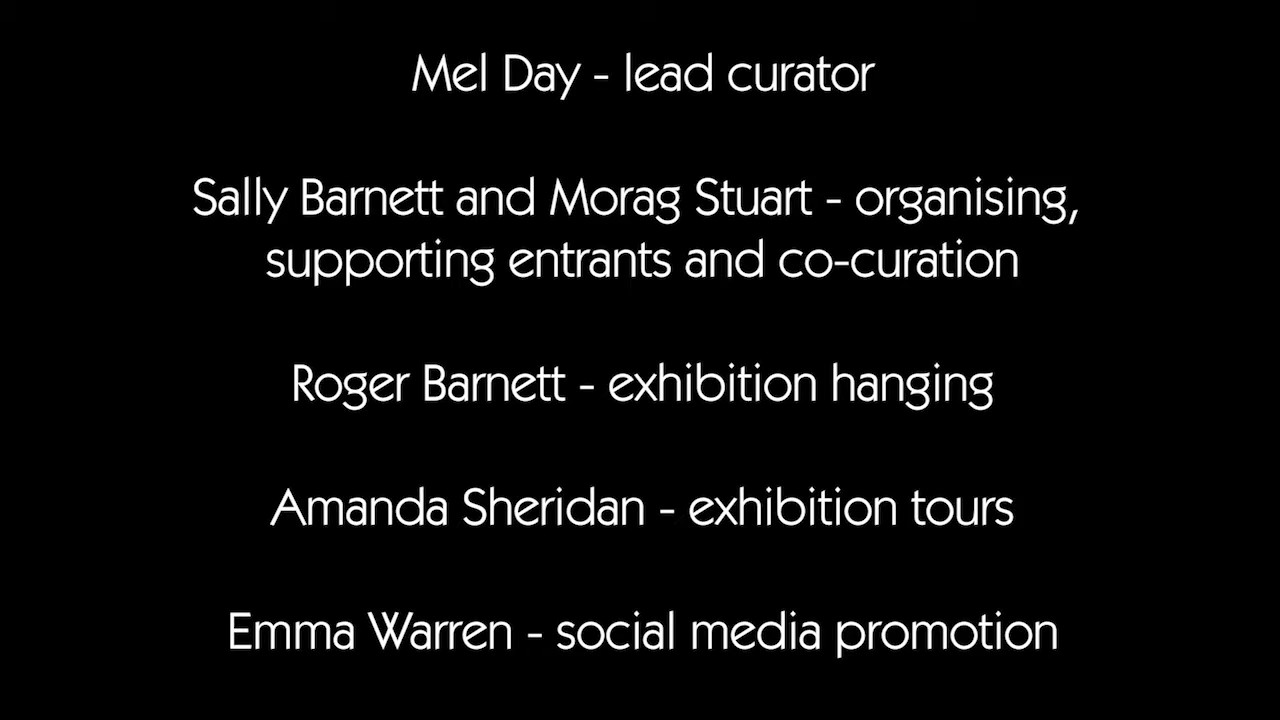 Mel Day - lead curator
Sally Barnett and Morag Stuart - organising,
supporting entrants and co-curation
Roger Barnett - exhibition hanging
Amanda Sheridan - exhibition tours
Emma Warren - social media promotion